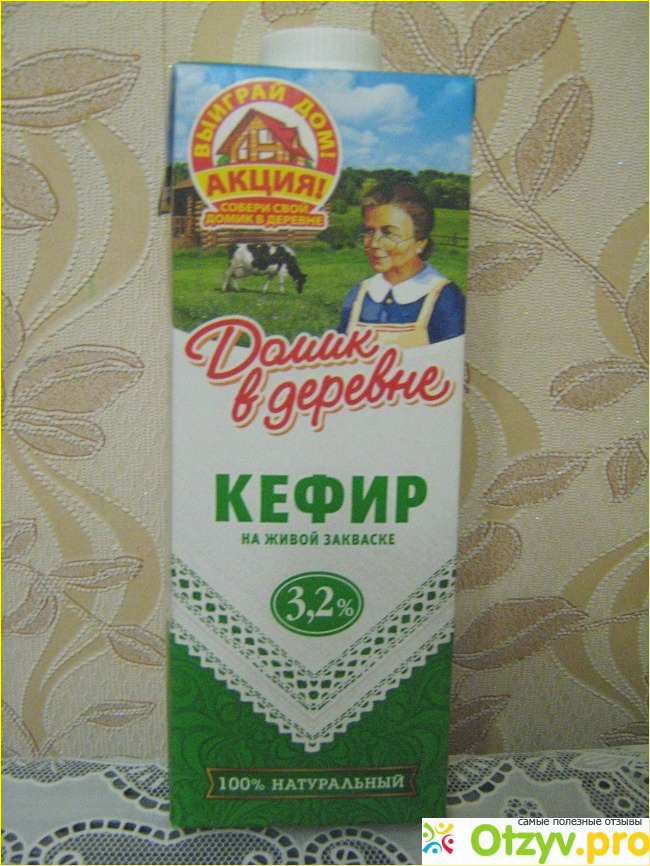 ВЫИГРАЙ ДОМ!
АКЦИЯ!
СОБЕРИ СВОЙ
ДОМИК В ДЕРЕВНЕ
Домик
в деревне
КЕФИР
НА ЖИВОЙ ЗАКВАСКЕ
3,2%
100% НАТУРАЛЬНЫЙ
самые полезные отзывы
Otzyv.pro